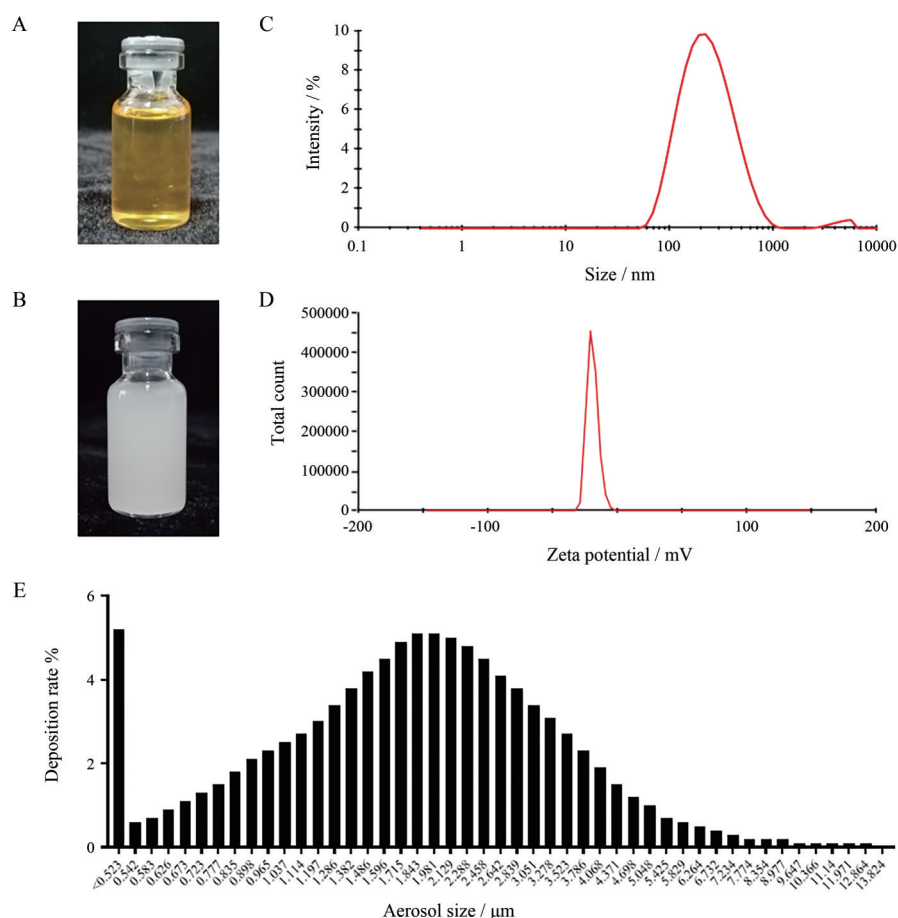 A
B
C
10
8
6
4
2
0
Intensity / %
0.1 1 10 100 1000 10000
Size / nm
D
500000
400000
300000
200000
100000
0
Total count
-200 -100 0 100 200
Zeta potential / mV
E
6
4
2
0
Deposition rate %
<0.523 0.542 0.583 0.626 0.673 0.723 0.777 0.835 0.898 0.965 1.037 1.114 1.197 1.286 1.382 1.486 1.596 1.715 1.843 1.981 2.129 2.288 2.458 2.642 2.839 3.051 3.278 3.523 3.786 4.068 4.371 4.698 5.048 5.425 5.829 6.264 6.732 7.234 7.774 8.354 8.977 9.647 10.366 11.14 11.971 12.864 13.824
Aerosol size / μm